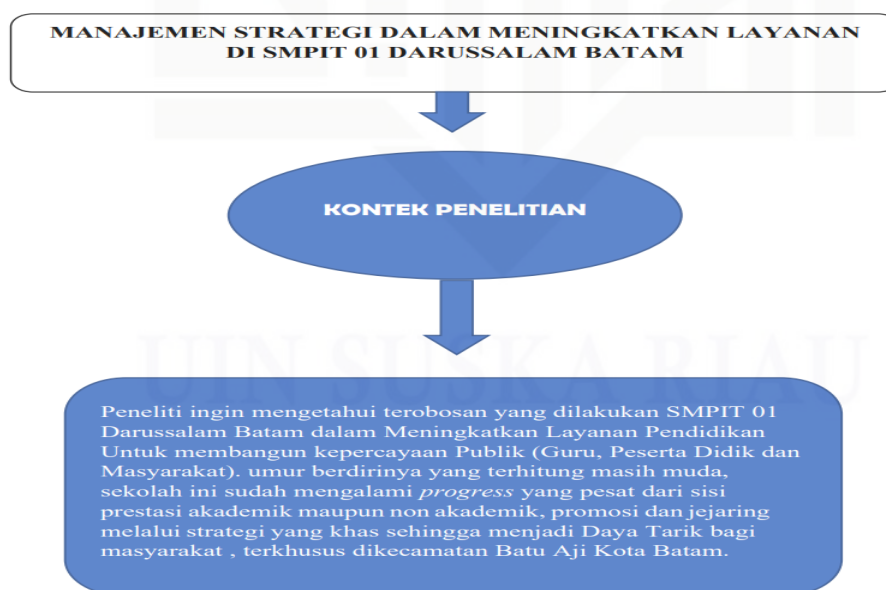 MANAJEMEN STRATEGI DALAM MENINGKATKAN LAYANAN
DI SMPIT 01 DARUSSALAM BATAM
KONTEK PENELITIAN
UIN SUSKA RIAU
Peneliti ingin mengetahui terobosan yang dilakukan SMPIT 01
Darussalam Batam dalam Meningkatkan Layanan Pendidikan
Untuk membangun kepercayaan Publik (Guru, Peserta Didik dan
Masyarakat). umur berdirinya yang terhitung masih muda,
sekolah ini sudah mengalami progress yang pesat dari sisi
prestasi akademik maupun non akademik, promosi dan jejaring
melalui strategi yang khas sehingga menjadi Daya Tarik bagi
masyarakat , terkhusus dikecamatan Batu Aji Kota Batam.